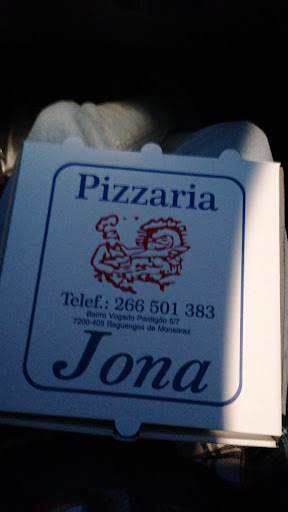 Pizzaria
Telef.: 266 501 383
Bairro Vogado Perdigão 5/7
7200-405 Reguengos de Monsaraz
Jona